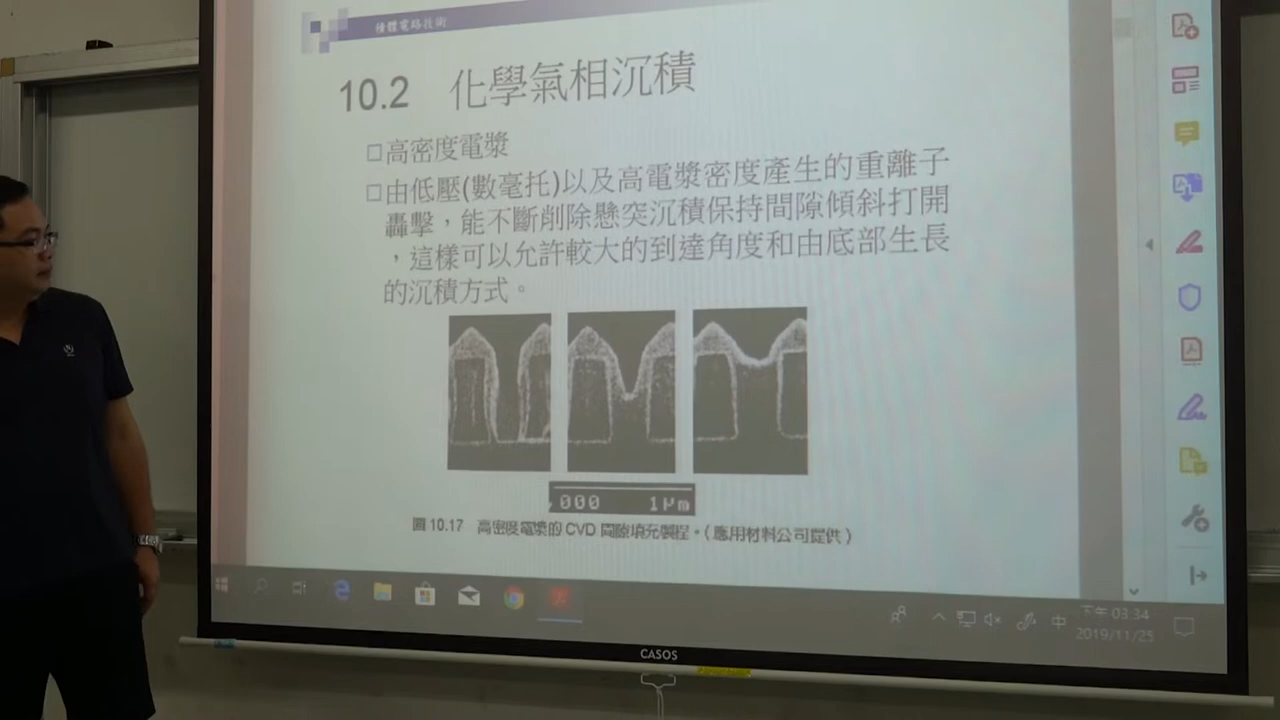 積體電路技術
10.2 化學氣相沉積
□高密度電漿
□由低壓(數毫托)以及高電漿密度產生的重離子
轟擊，能不斷削除懸突沉積保持間隙傾斜打開
，這樣可以允許較大的到達角度和由底部生長
的沉積方式。
000 1μm
圖 10.17 高密度電漿的 CVD 間隙填充製程。(應用材料公司提供)
中
下午 03:34
2019/11/25
CASOS